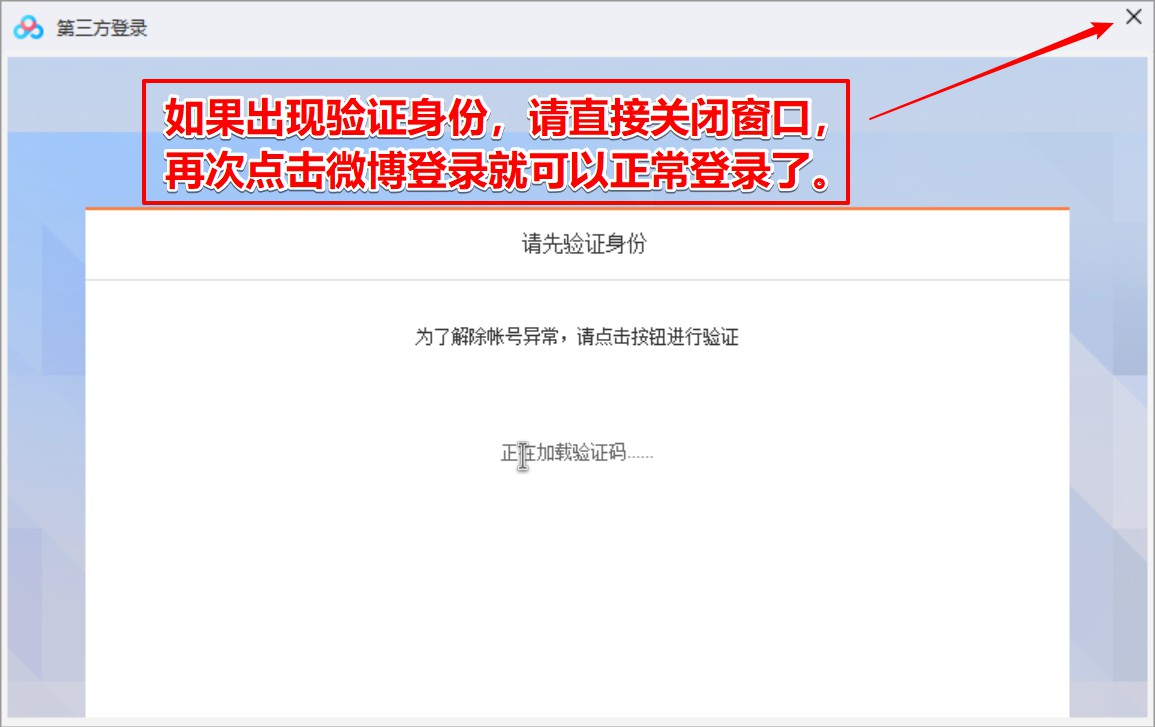 第三方登录
如果出现验证身份，请直接关闭窗口，
再次点击微博登录就可以正常登录了。
请先验证身份
为了解除帐号异常，请点击按钮进行验证
正在加载验证码......